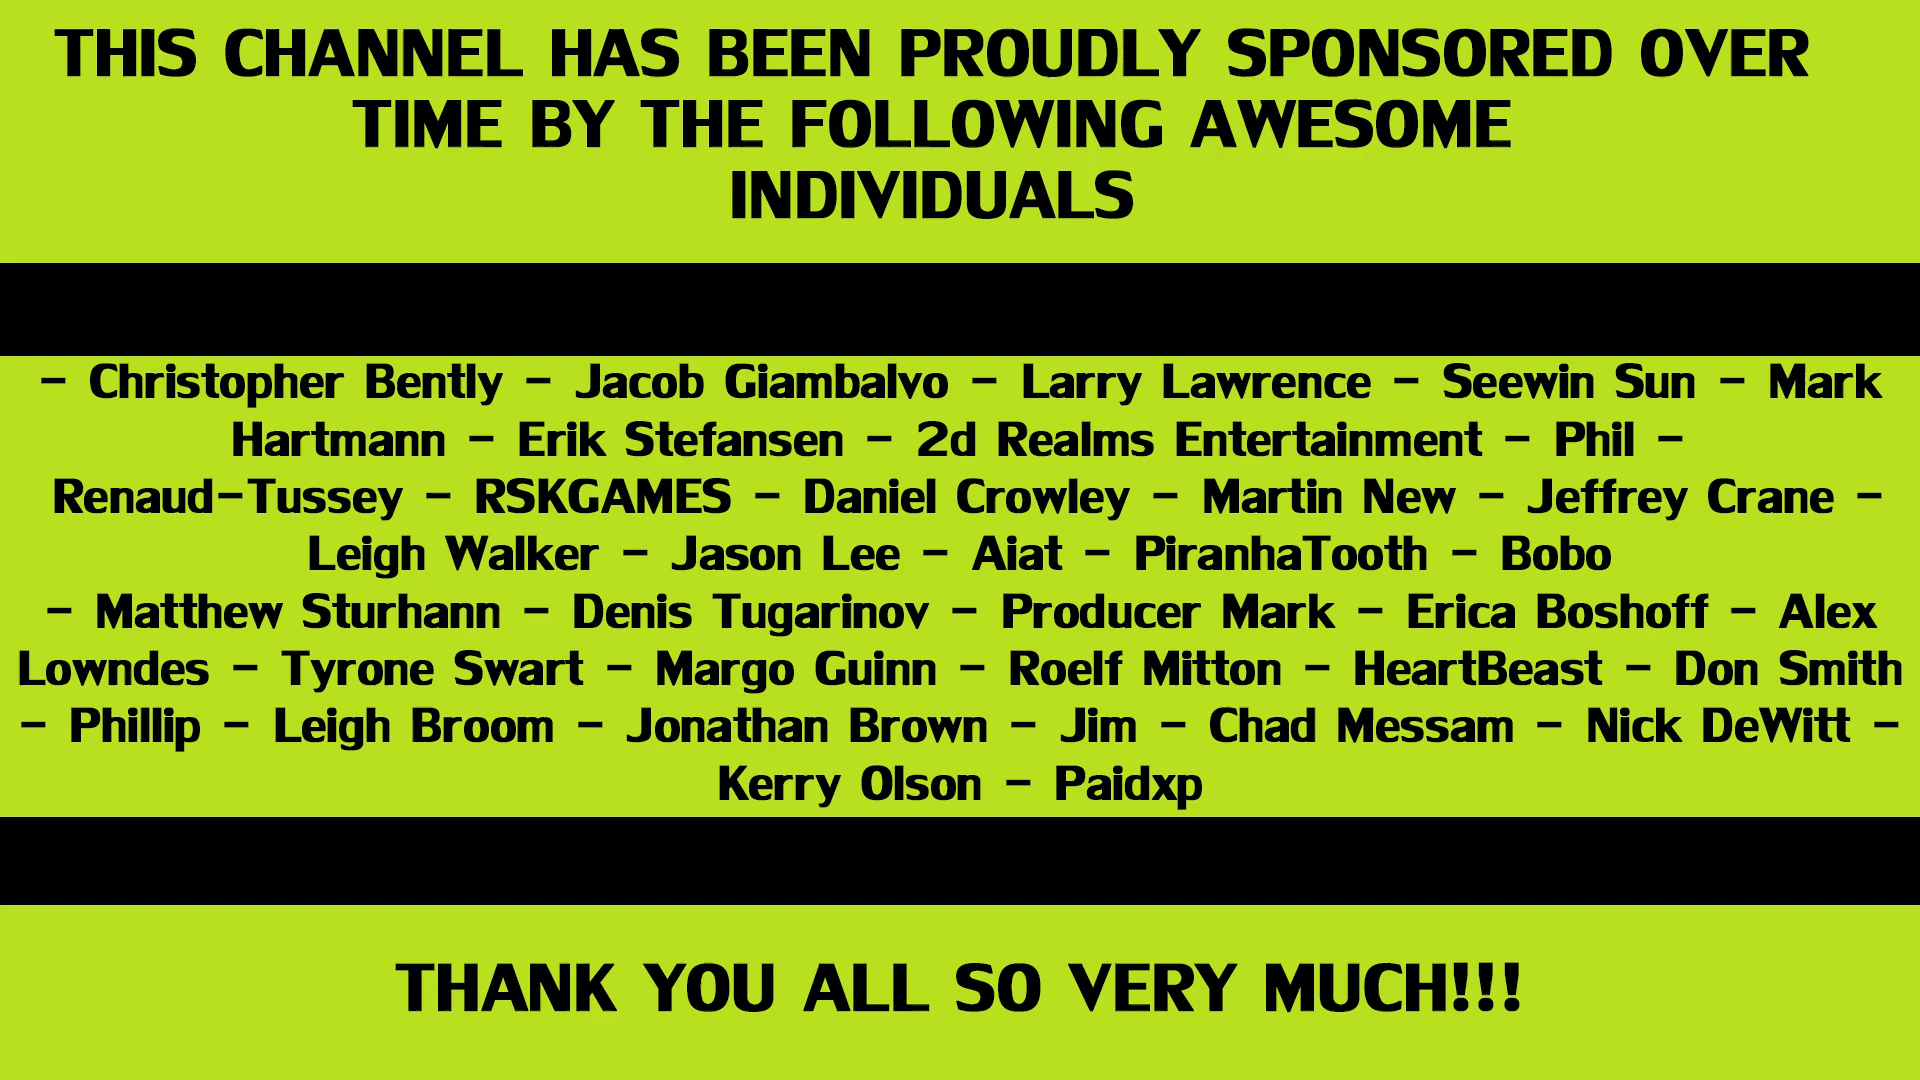 THIS CHANNEL HAS BEEN PROUDLY SPONSORED OVER
TIME BY THE FOLLOWING AWESOME
INDIVIDUALS
- Christopher Bently - Jacob Giambalvo - Larry Lawrence - Seewin Sun - Mark
Hartmann - Erik Stefansen - 2d Realms Entertainment - Phil -
Renaud-Tussey - RSKGAMES - Daniel Crowley - Martin New - Jeffrey Crane -
Leigh Walker - Jason Lee - Aiat - PiranhaTooth - Bobo
- Matthew Sturhann - Denis Tugarinov - Producer Mark - Erica Boshoff - Alex
Lowndes - Tyrone Swart - Margo Guinn - Roelf Mitton - HeartBeast - Don Smith
- Phillip - Leigh Broom - Jonathan Brown - Jim - Chad Messam - Nick DeWitt -
Kerry Olson - Paidxp
THANK YOU ALL SO VERY MUCH!!!